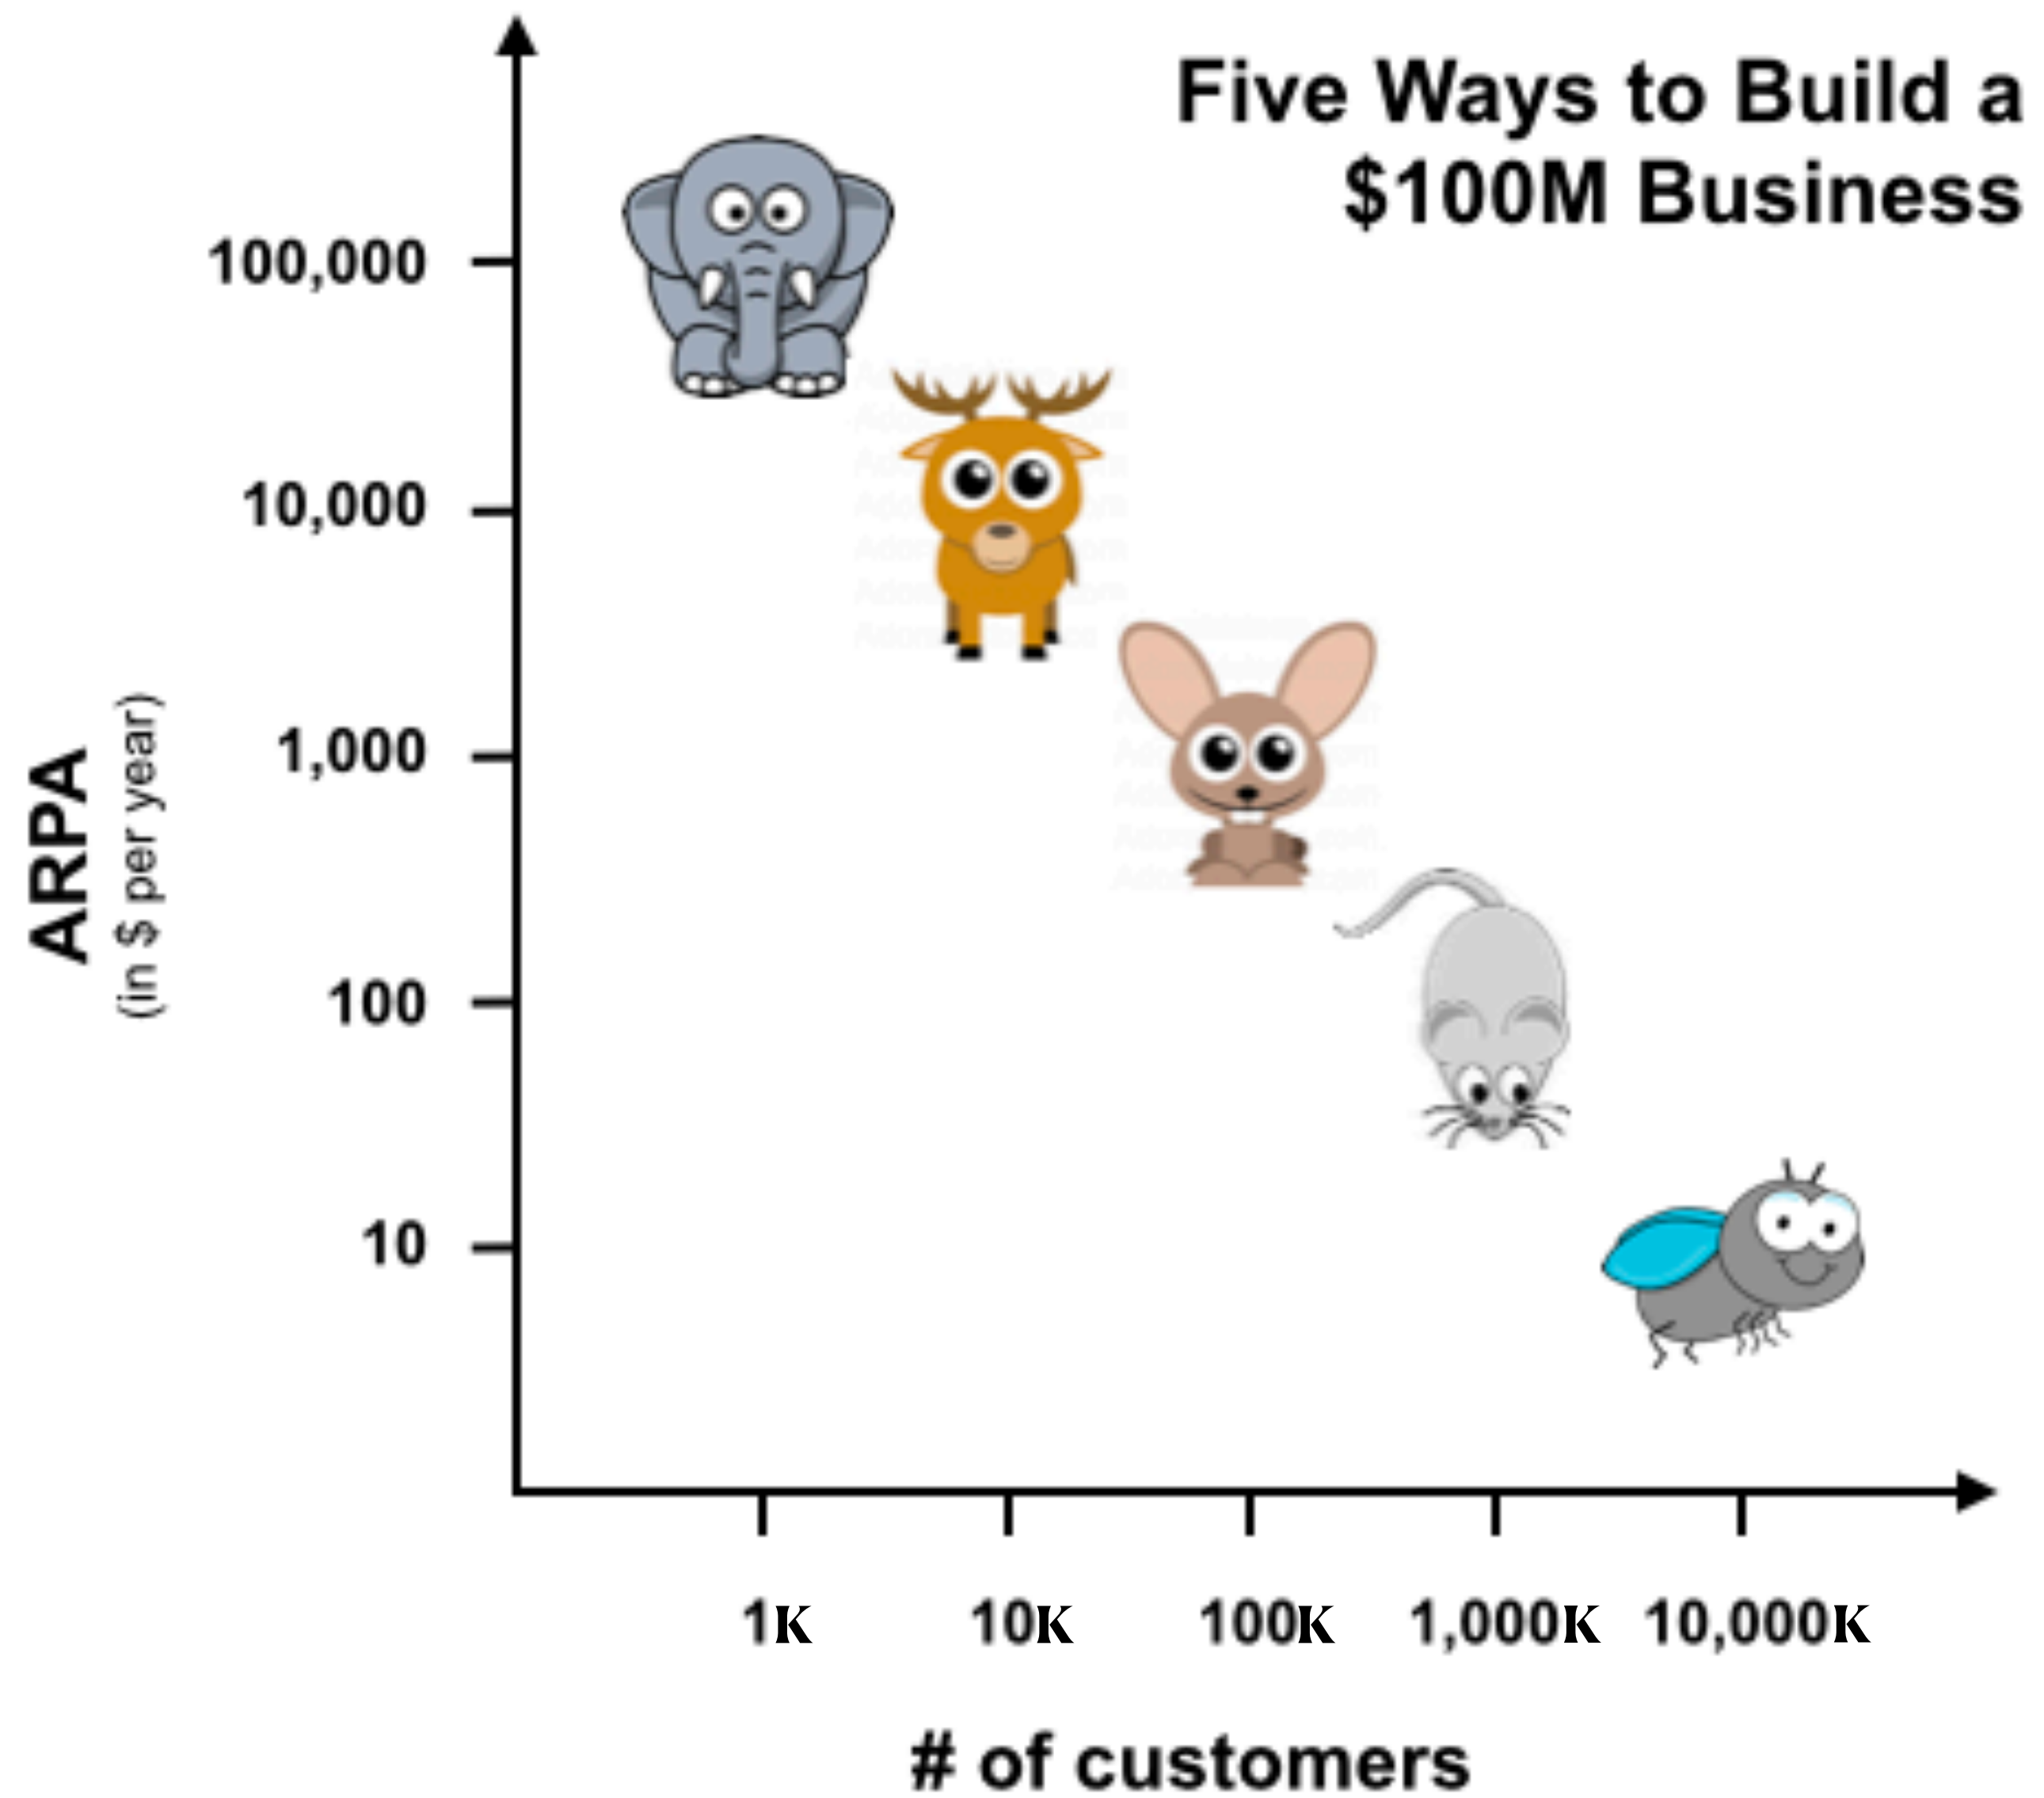 Five Ways to Build a
$100M Business
100,000
10,000
1,000
100
10
ARPA
(in $ per year)
1K
10K
100K
1,000K
10,000K
# of customers